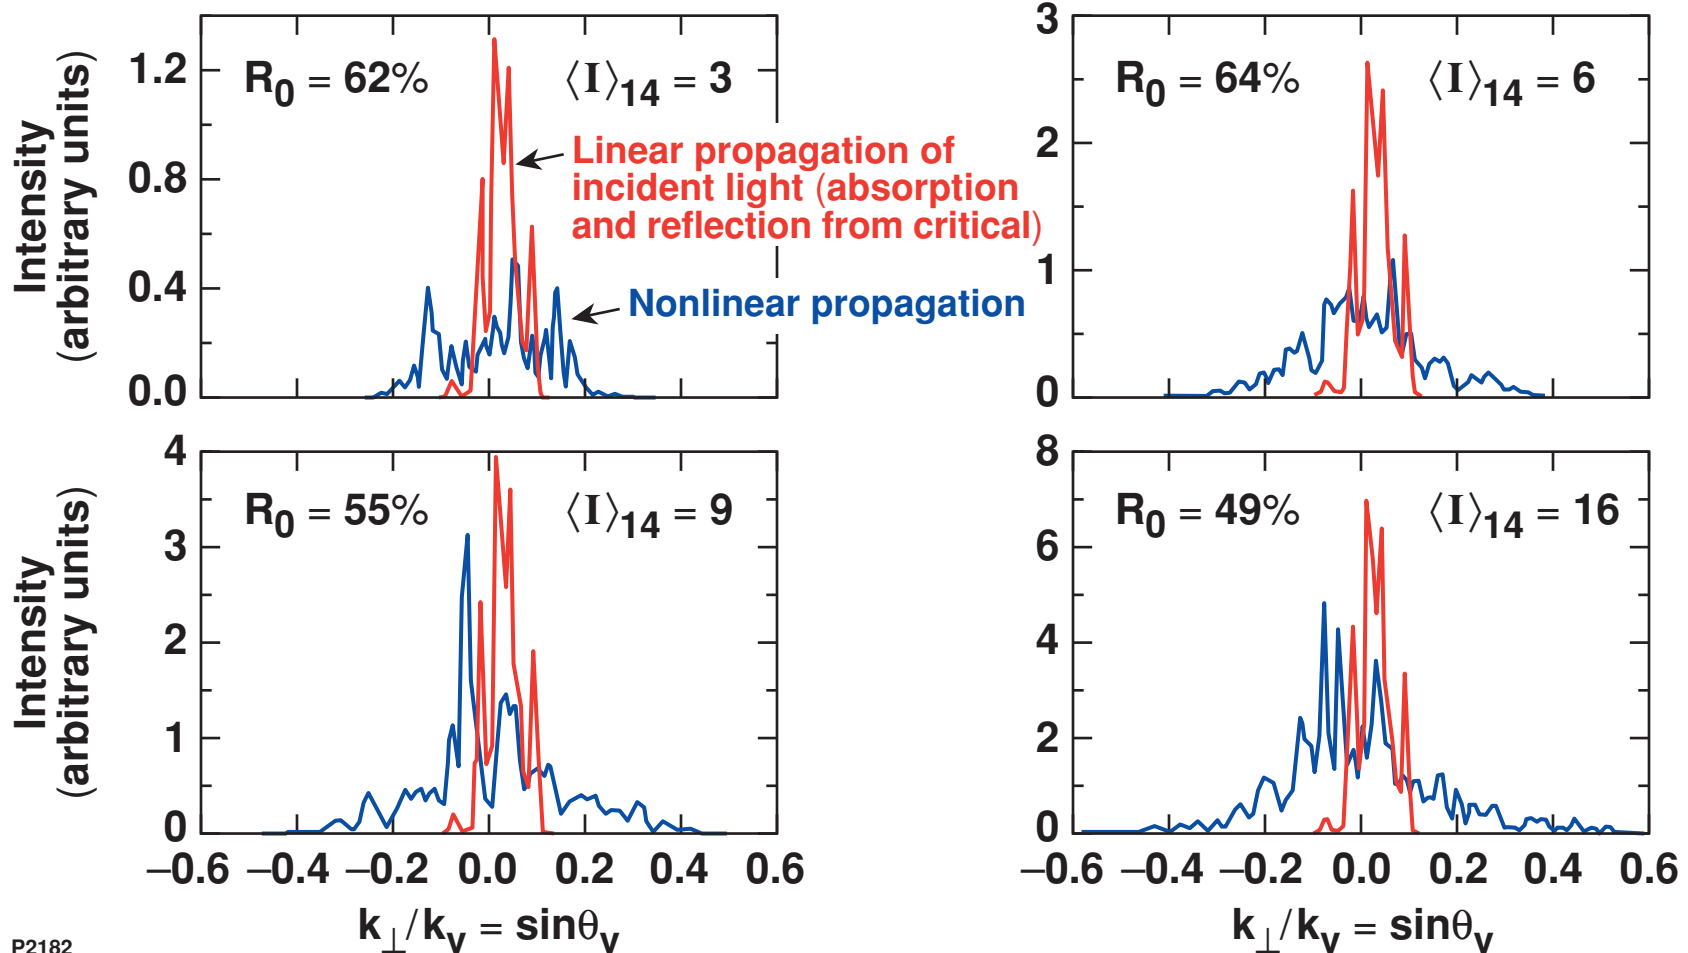 Intensity
(arbitrary units)
1.2
0.8
0.4
0.0
R0 = 62%
⟨I⟩14 = 3
Linear propagation of
incident light (absorption
and reflection from critical)
Nonlinear propagation
3
2
1
0
R0 = 64%
⟨I⟩14 = 6
Intensity
(arbitrary units)
4
3
2
1
0
R0 = 55%
⟨I⟩14 = 9
−0.6 −0.4 −0.2 0.0 0.2 0.4 0.6
k⊥/kv = sinθv
8
6
4
2
0
R0 = 49%
⟨I⟩14 = 16
−0.6 −0.4 −0.2 0.0 0.2 0.4 0.6
k⊥/kv = sinθv
P2182